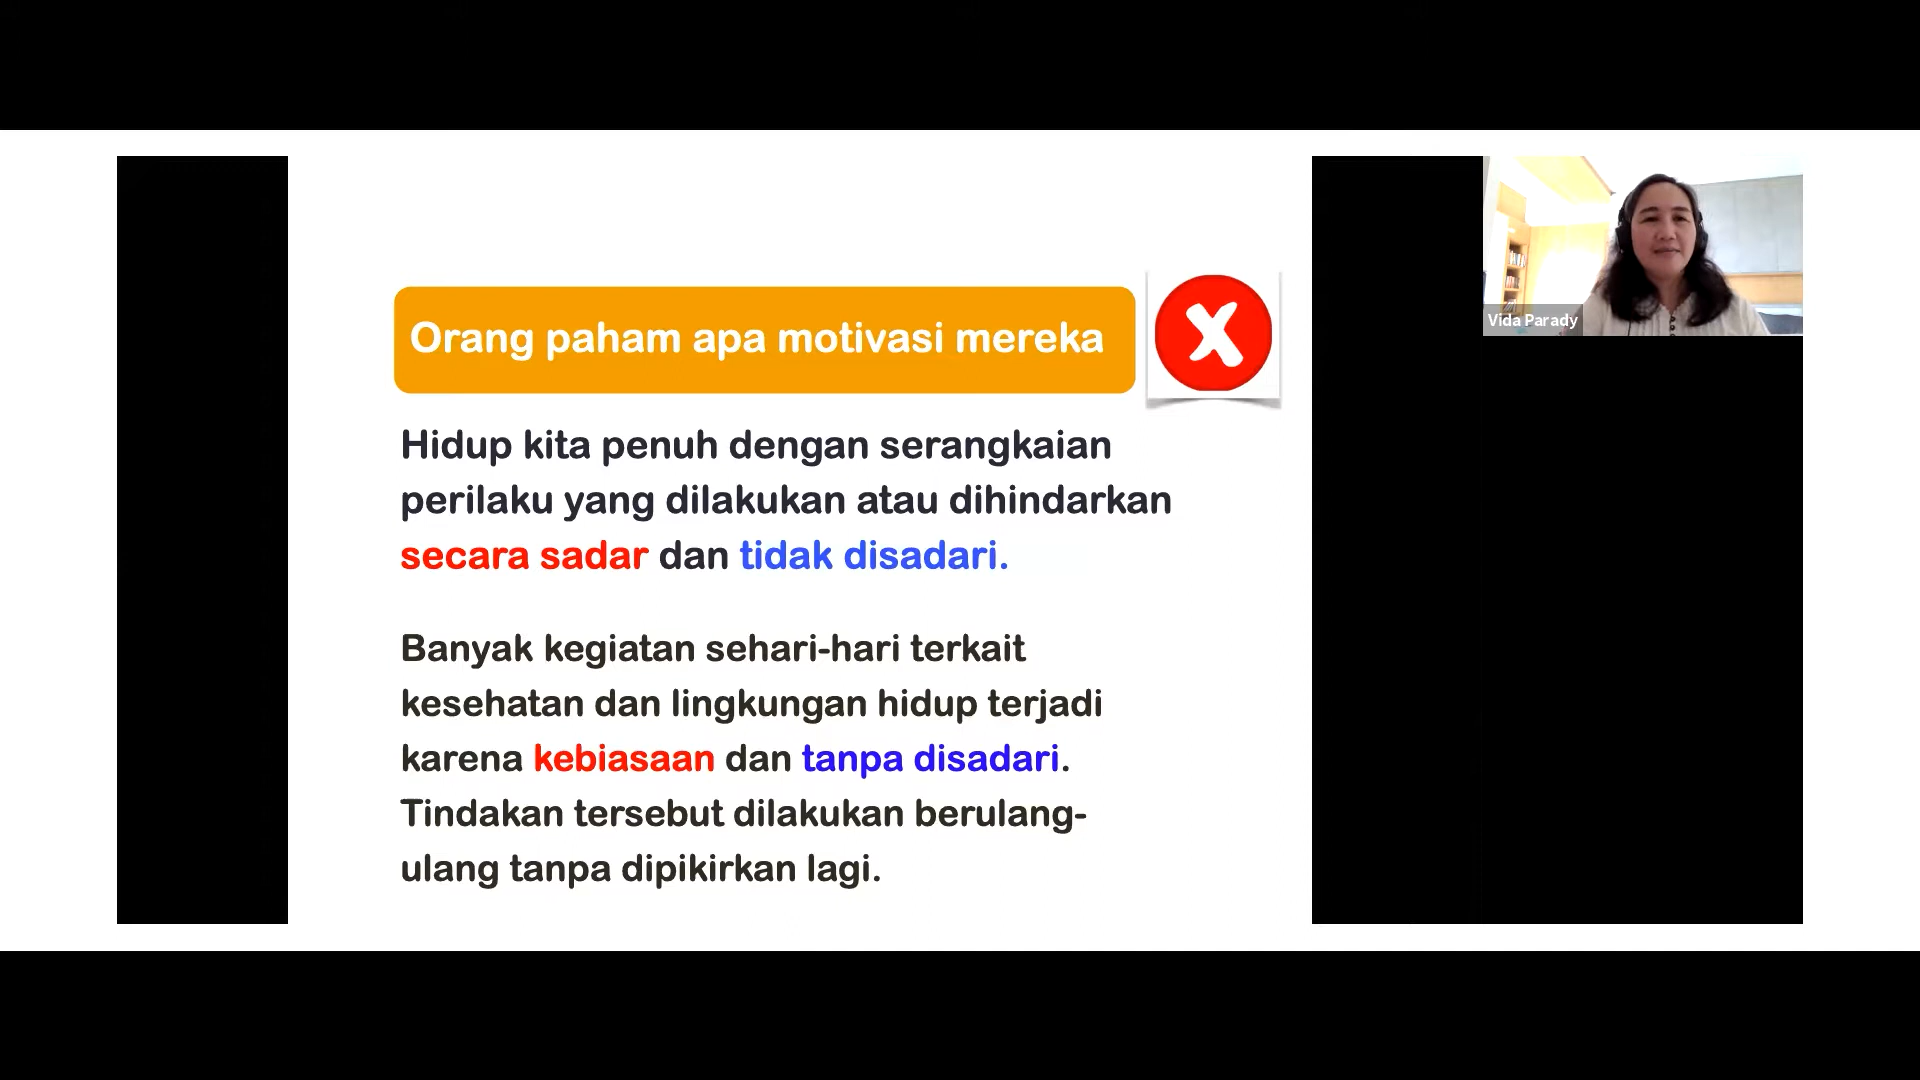 Orang paham apa motivasi mereka
X
Hidup kita penuh dengan serangkaian
perilaku yang dilakukan atau dihindarkan
secara sadar dan tidak disadari.
Banyak kegiatan sehari-hari terkait
kesehatan dan lingkungan hidup terjadi
karena kebiasaan dan tanpa disadari.
Tindakan tersebut dilakukan berulang-
ulang tanpa dipikirkan lagi.
Vida Parady